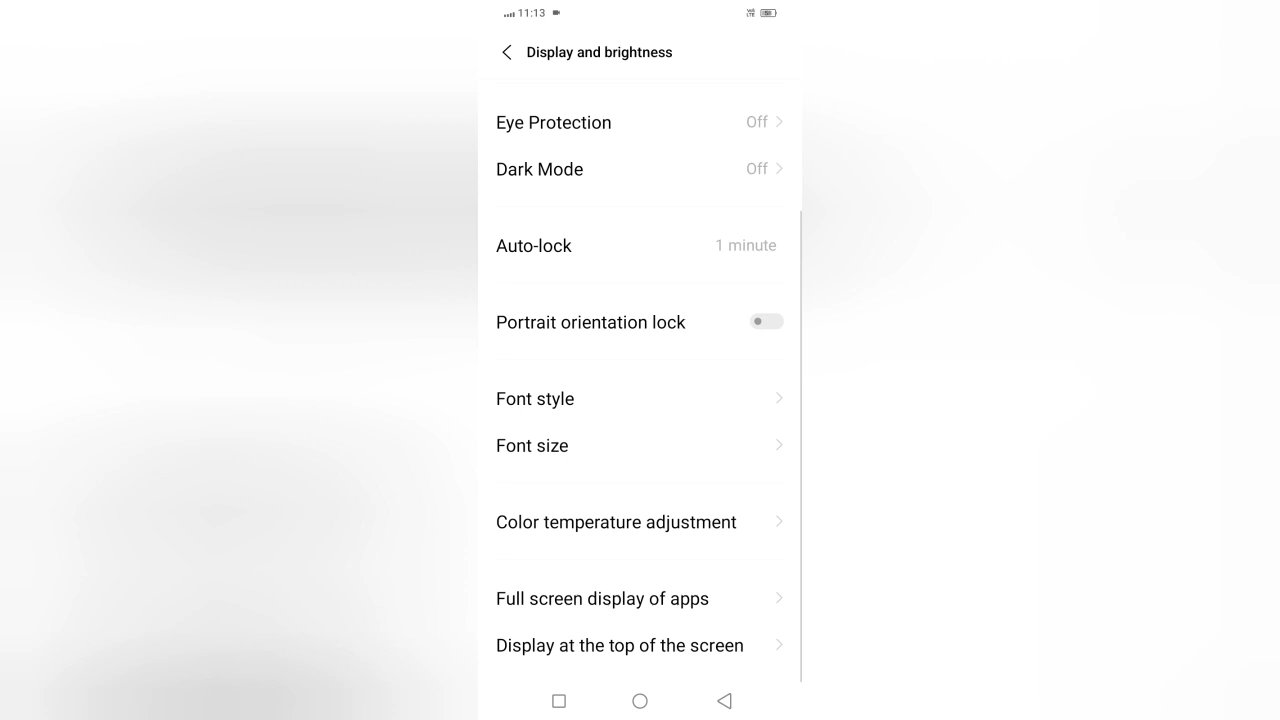 11:13
Display and brightness
Eye Protection Off
Dark Mode Off
Auto-lock 1 minute
Portrait orientation lock
Font style
Font size
Color temperature adjustment
Full screen display of apps
Display at the top of the screen